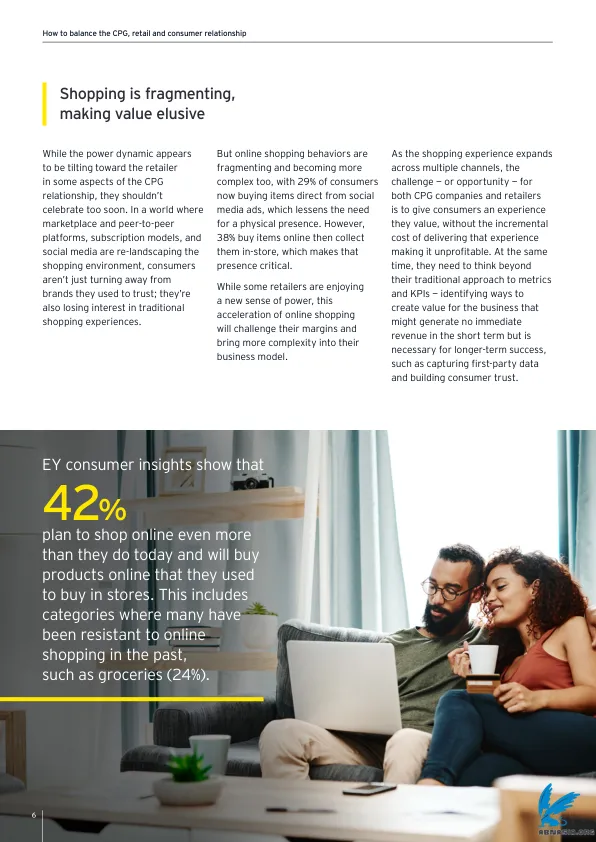 How to balance the CPG, retail and consumer relationship
Shopping is fragmenting,
making value elusive
While the power dynamic appears
to be tilting toward the retailer
in some aspects of the CPG
relationship, they shouldn't
celebrate too soon. In a world where
marketplace and peer-to-peer
platforms, subscription models, and
social media are re-landscaping the
shopping environment, consumers
aren't just turning away from
brands they used to trust; they're
also losing interest in traditional
shopping experiences.
But online shopping behaviors are
fragmenting and becoming more
complex too, with 29% of consumers
now buying items direct from social
media ads, which lessens the need
for a physical presence. However,
38% buy items online then collect
them in-store, which makes that
presence critical.
While some retailers are enjoying
a new sense of power, this
acceleration of online shopping
will challenge their margins and
bring more complexity into their
business model.
As the shopping experience expands
across multiple channels, the
challenge — or opportunity — for
both CPG companies and retailers
is to give consumers an experience
they value, without the incremental
cost of delivering that experience
making it unprofitable. At the same
time, they need to think beyond
their traditional approach to metrics
and KPIs — identifying ways to
create value for the business that
might generate no immediate
revenue in the short term but is
necessary for longer-term success,
such as capturing first-party data
and building consumer trust.
EY consumer insights show that
42%
plan to shop online even more
than they do today and will buy
products online that they used
to buy in stores. This includes
categories where many have
been resistant to online
shopping in the past,
such as groceries (24%).
6